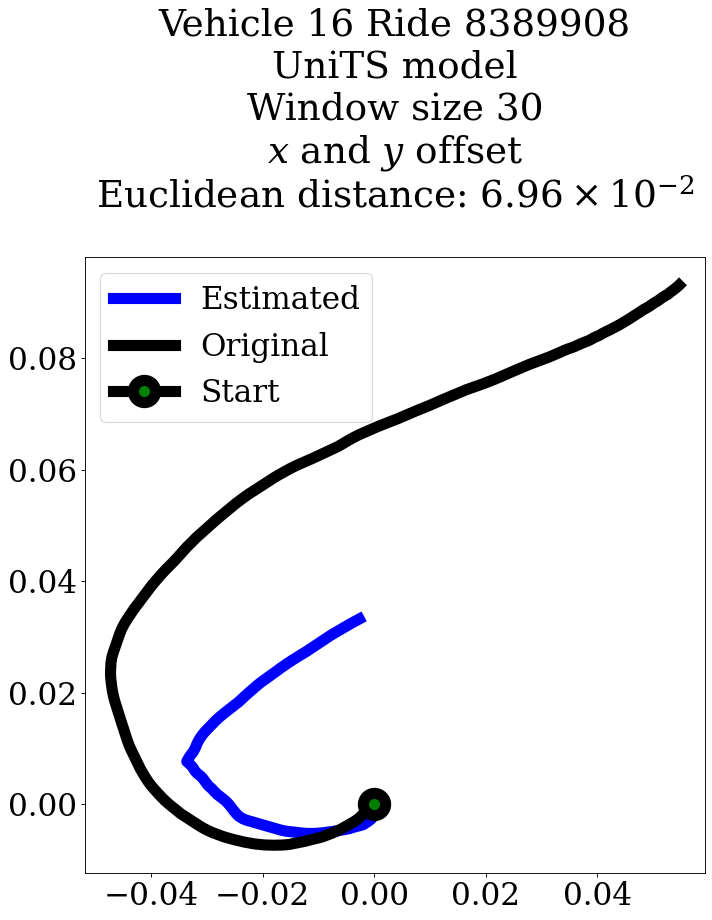 Vehicle 16 Ride 8389908
UniTS model
Window size 30
x and y offset
Euclidean distance: 6.96 × 10⁻²
Estimated
Original
Start
0.08
0.06
0.04
0.02
0.00
−0.04 −0.02 0.00 0.02 0.04